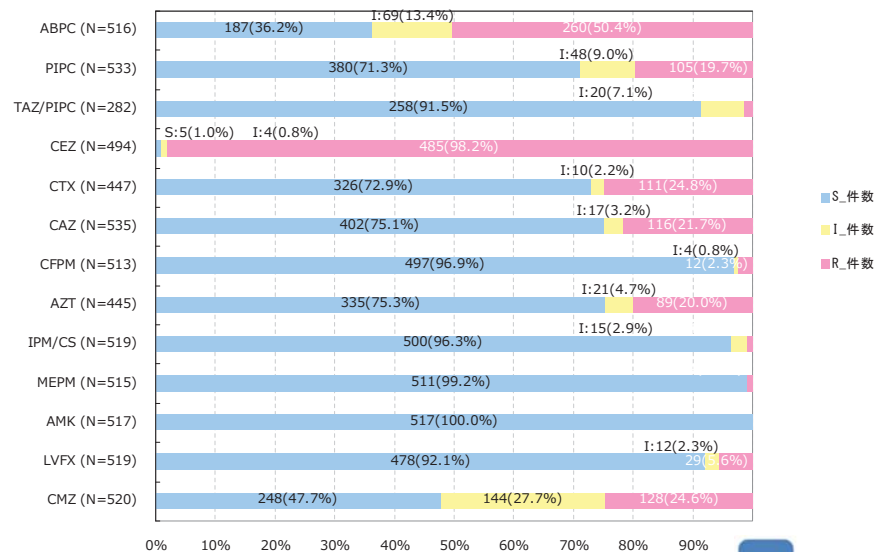 I:69(13.4%)
ABPC (N=516) 187(36.2%) 260(50.4%)
I:48(9.0%)
PIPC (N=533) 380(71.3%) 105(19.7%)
I:20(7.1%)
TAZ/PIPC (N=282) 258(91.5%)
S:5(1.0%) I:4(0.8%)
CEZ (N=494) 485(98.2%)
I:10(2.2%)
CTX (N=447) 326(72.9%) 111(24.8%)
S_件数
I:17(3.2%)
CAZ (N=535) 402(75.1%) 116(21.7%)
I_件数
I:4(0.8%)
CFPM (N=513) 497(96.9%) 12(2.3%)
R_件数
I:21(4.7%)
AZT (N=445) 335(75.3%) 89(20.0%)
I:15(2.9%)
IPM/CS (N=519) 500(96.3%)
MEPM (N=515) 511(99.2%)
AMK (N=517) 517(100.0%)
I:12(2.3%)
LVFX (N=519) 478(92.1%) 29(5.6%)
CMZ (N=520) 248(47.7%) 144(27.7%) 128(24.6%)
0% 10% 20% 30% 40% 50% 60% 70% 80% 90%